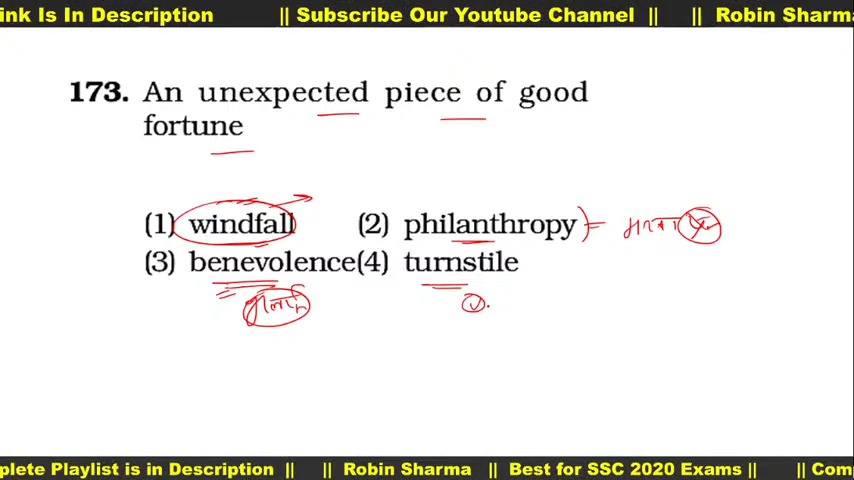 ink Is In Description || Subscribe Our Youtube Channel || || Robin Sharma
173. An unexpected piece of good
fortune
(1) windfall (2) philanthropy
(3) benevolence (4) turnstile
plete Playlist is in Description || || Robin Sharma || Best for SSC 2020 Exams || || Com